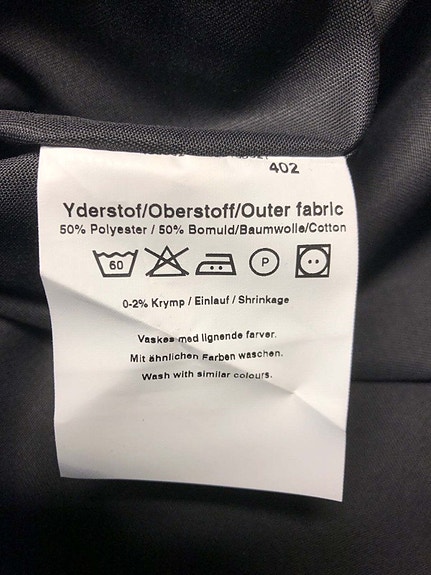 402
Yderstof/Oberstoff/Outer fabric
50% Polyester / 50% Bomuld/Baumwolle/Cotton
60 P
0-2% Krymp / Einlauf / Shrinkage
Vaskes med lignende farver.
Mit ähnlichen Farben waschen.
Wash with similar colours.